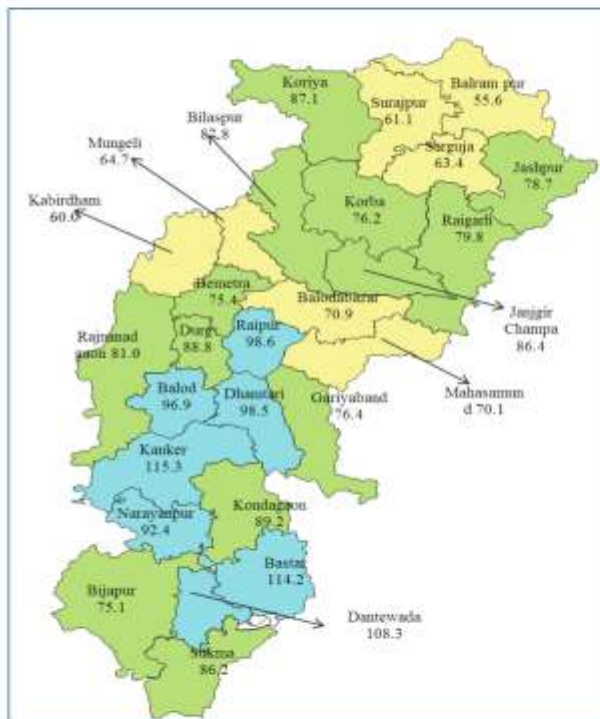 Koriya
87.1
Balram pur
55.6
Surajpur
61.1
Bilaspur
82.8
Mungeli
64.7
Surguja
63.4
Jashpur
78.7
Kabirdham
60.0
Korba
76.2
Raigarh
79.8
Bemetra
75.4
Balodabazar
70.9
Janjgir
Champa
86.4
Rajnanad
gaon 81.0
Durg
88.8
Raipur
98.6
Mahasamun
d 70.1
Balod
96.9
Dhamtari
98.5
Gariyaband
76.4
Kanker
115.3
Narayanpur
92.4
Kondagaon
89.2
Bastar
114.2
Bijapur
75.1
Dantewada
108.3
Sukma
86.2